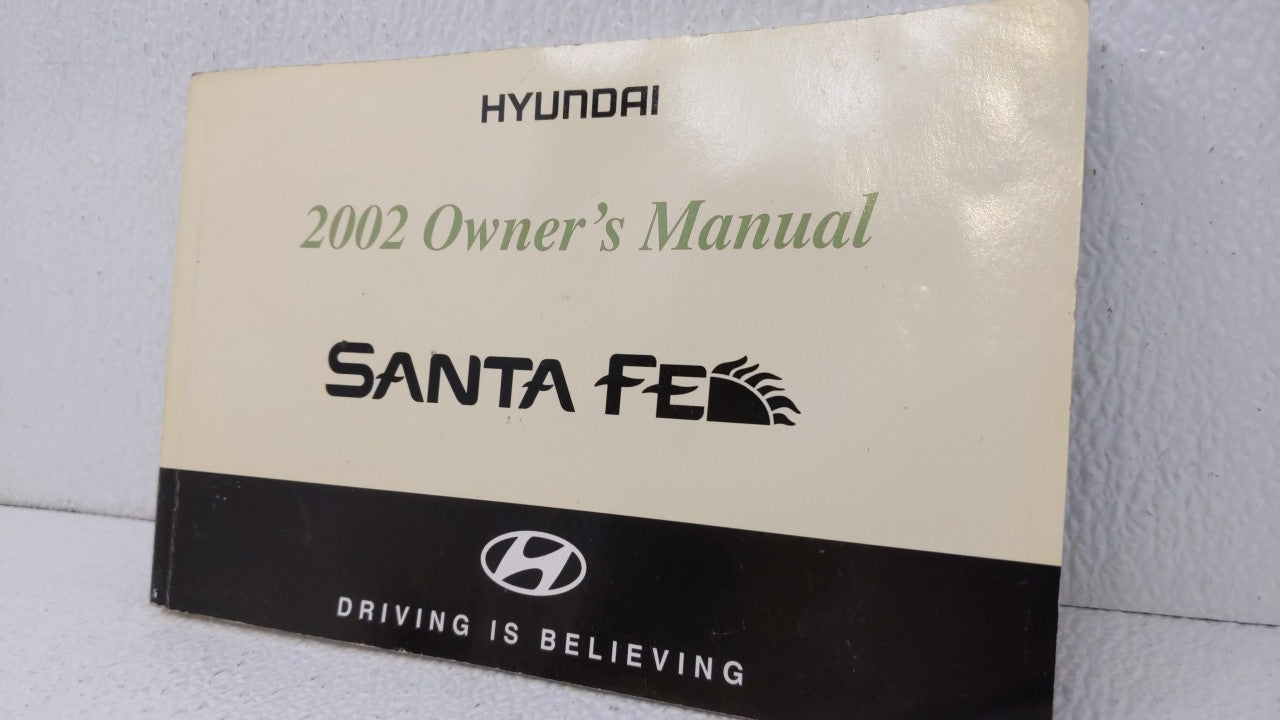 HYUNDAI
2002 Owner's Manual
SANTA FE
DRIVING IS BELIEVING